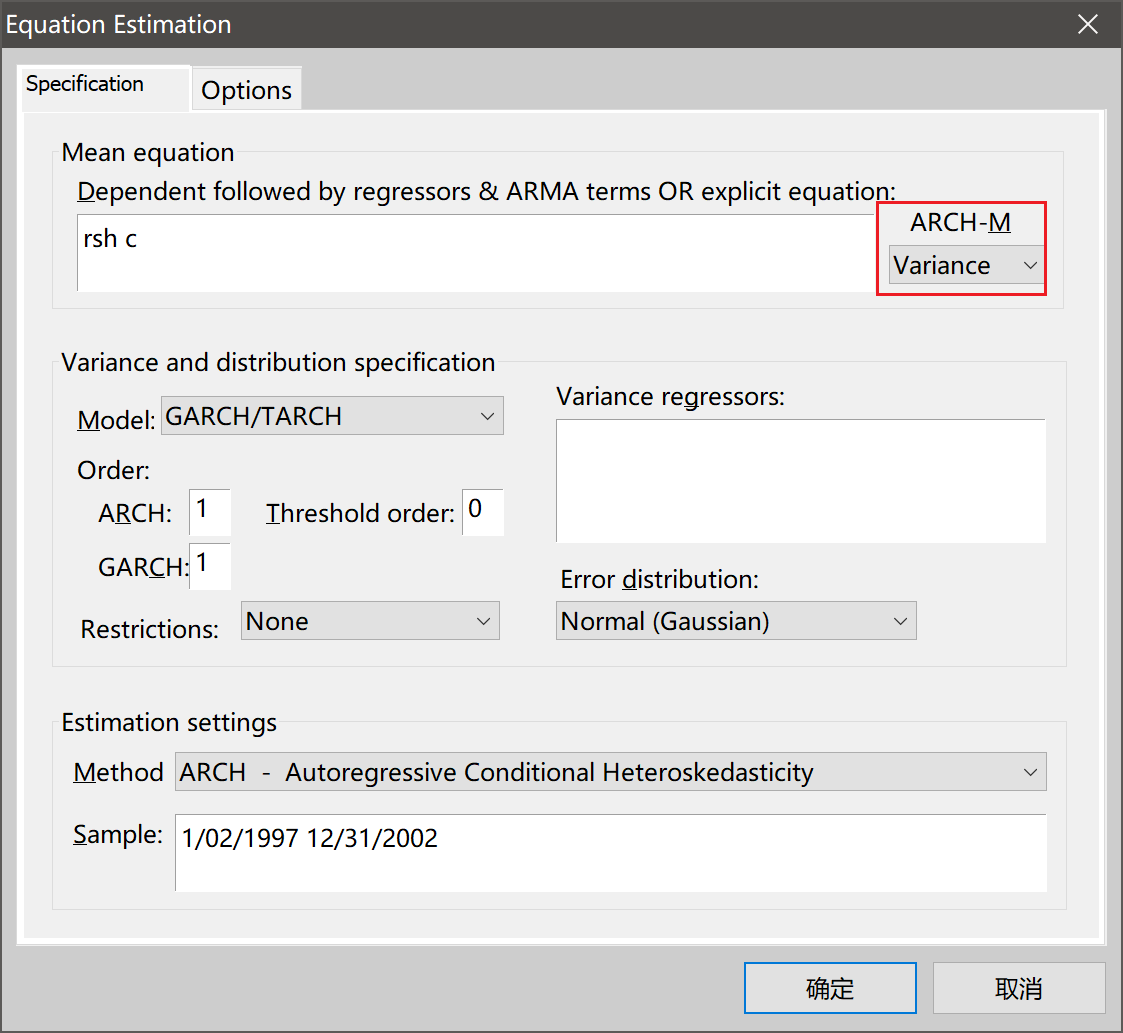 Equation Estimation
Specification
Options
Mean equation
Dependent followed by regressors & ARMA terms OR explicit equation:
rsh c
ARCH-M
Variance
Variance and distribution specification
Model: GARCH/TARCH
Order:
ARCH: 1 Threshold order: 0
GARCH: 1
Restrictions: None
Variance regressors:
Error distribution:
Normal (Gaussian)
Estimation settings
Method ARCH - Autoregressive Conditional Heteroskedasticity
Sample: 1/02/1997 12/31/2002
确定 取消